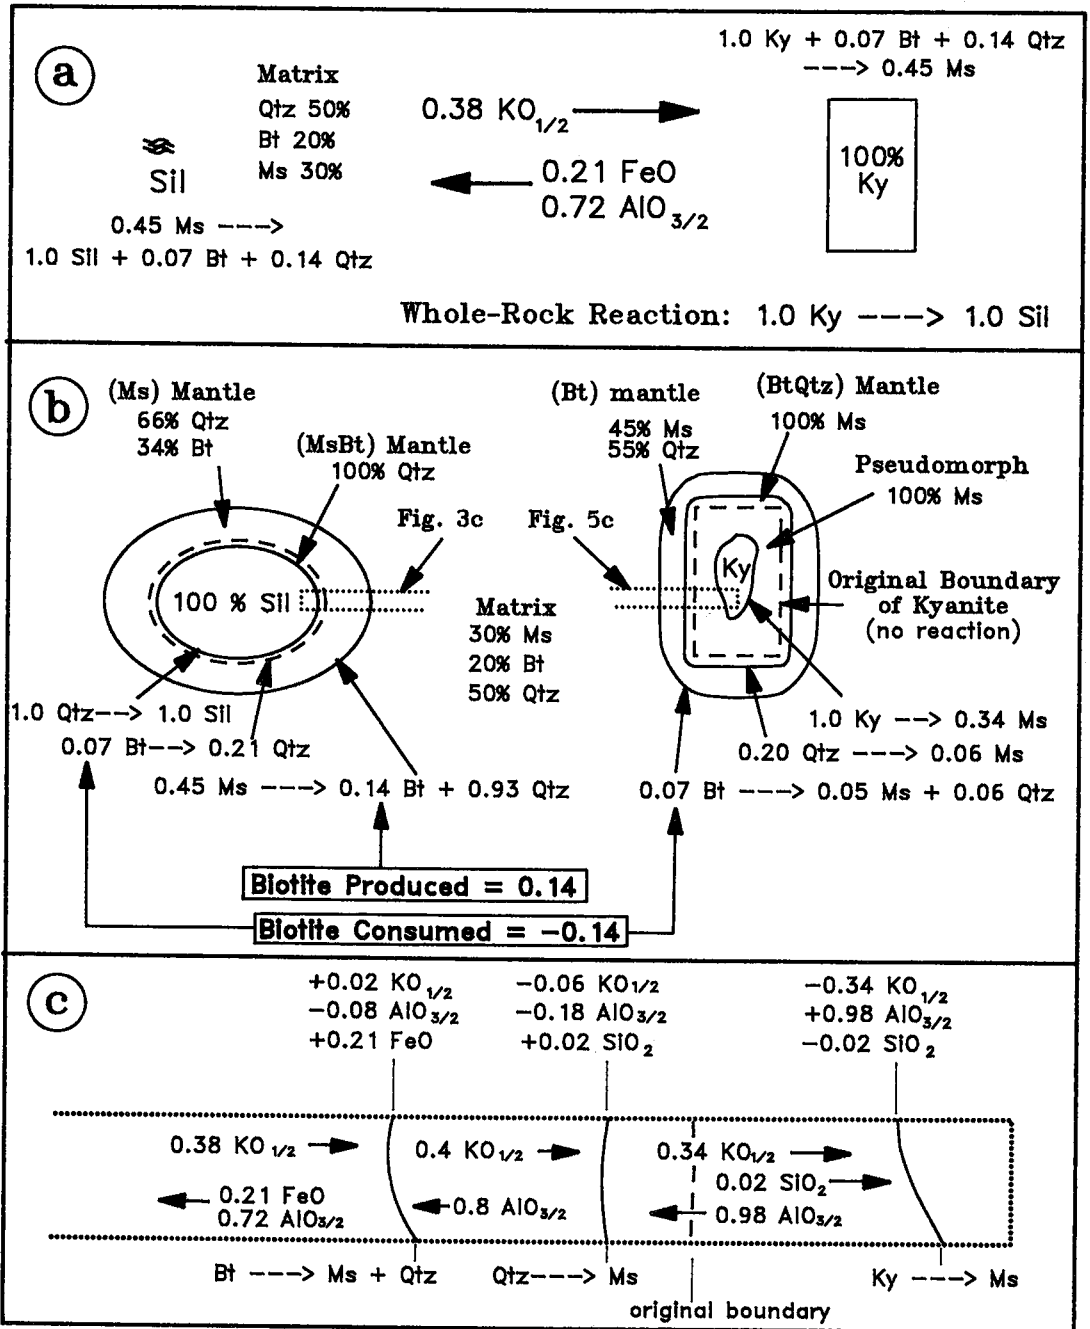 a
Matrix
Qtz 50%
Bt 20%
Ms 30%
Sil
0.45 Ms ---->
1.0 Sil + 0.07 Bt + 0.14 Qtz
0.38 KO1/2
0.21 FeO
0.72 AlO3/2
1.0 Ky + 0.07 Bt + 0.14 Qtz
----> 0.45 Ms
100%
Ky
Whole-Rock Reaction: 1.0 Ky ----> 1.0 Sil
b
(Ms) Mantle
66% Qtz
34% Bt
(MsBt) Mantle
100% Qtz
Fig. 3c
100 % Sil
1.0 Qtz--> 1.0 Sil
0.07 Bt--> 0.21 Qtz
0.45 Ms ----> 0.14 Bt + 0.93 Qtz
Matrix
30% Ms
20% Bt
50% Qtz
(Bt) mantle
45% Ms
55% Qtz
(BtQtz) Mantle
100% Ms
Pseudomorph
100% Ms
Fig. 5c
Ky
Original Boundary
of Kyanite
(no reaction)
1.0 Ky --> 0.34 Ms
0.20 Qtz ----> 0.06 Ms
0.07 Bt ----> 0.05 Ms + 0.06 Qtz
Biotite Produced = 0.14
Biotite Consumed = -0.14
c
+0.02 KO1/2
-0.08 AlO3/2
+0.21 FeO
-0.06 KO1/2
-0.18 AlO3/2
+0.02 SiO2
-0.34 KO1/2
+0.98 AlO3/2
-0.02 SiO2
0.38 KO1/2
0.4 KO1/2
0.34 KO1/2
0.02 SiO2
0.21 FeO
0.72 AlO3/2
0.8 AlO3/2
0.98 AlO3/2
Bt ----> Ms + Qtz
Qtz----> Ms
Ky ----> Ms
original boundary